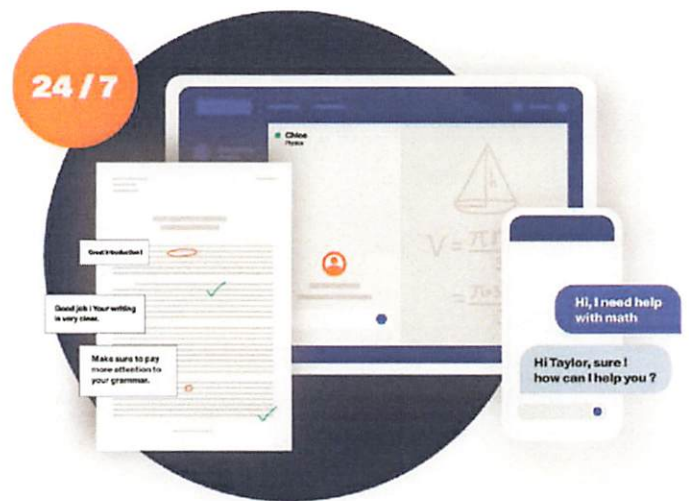 24 / 7
Chloe
Physics
Great Introduction !
Good job ! Your writing
is very clear.
Make sure to pay
more attention to
your grammar.
Hi, I need help
with math
Hi Taylor, sure !
how can I help you ?